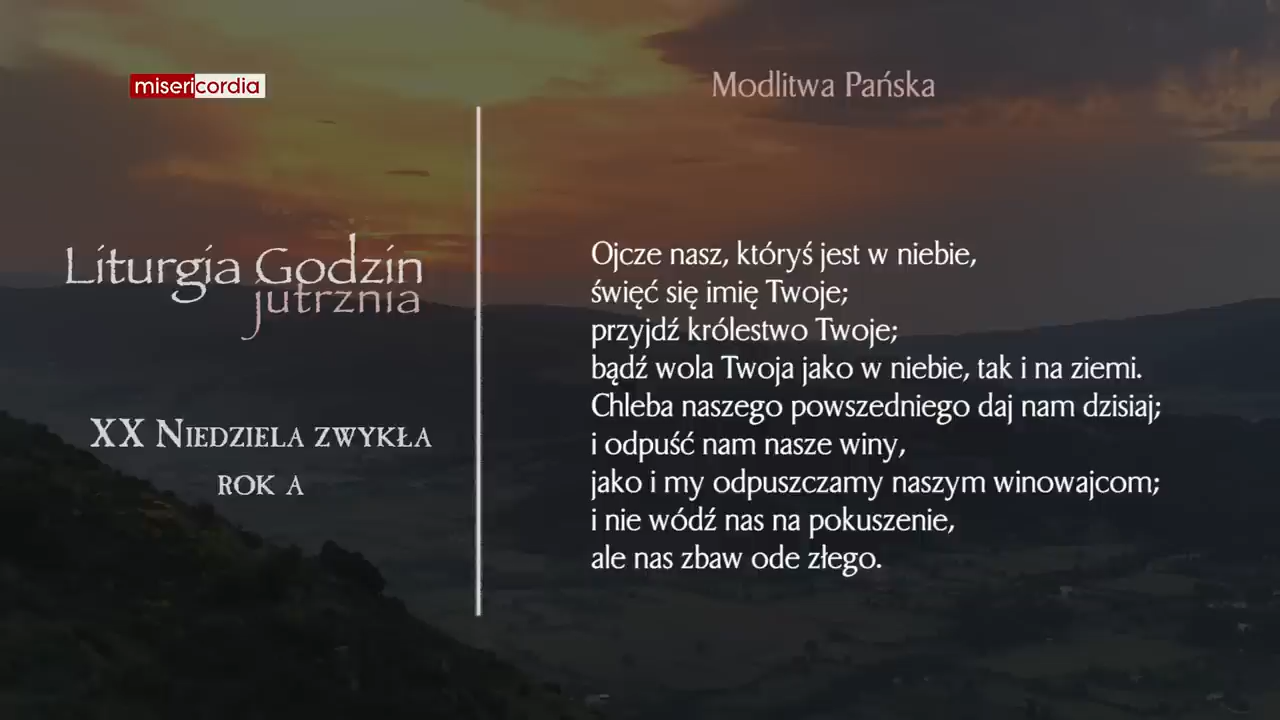 misericordia
Liturgia Godzin
jutrznia
XX Niedziela zwykła
rok A
Modlitwa Pańska
Ojcze nasz, któryś jest w niebie,
święć się imię Twoje;
przyjdź królestwo Twoje;
bądź wola Twoja jako w niebie, tak i na ziemi.
Chleba naszego powszedniego daj nam dzisiaj;
i odpuść nam nasze winy,
jako i my odpuszczamy naszym winowajcom;
i nie wódź nas na pokuszenie,
ale nas zbaw ode złego.